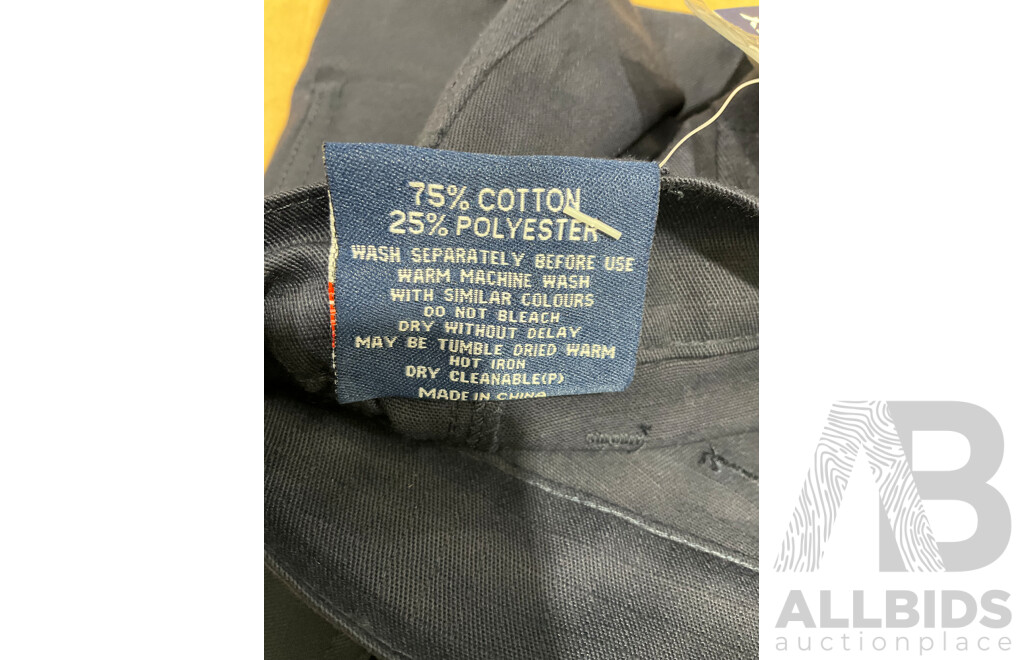 75% COTTON
25% POLYESTER
WASH SEPARATELY BEFORE USE
WARM MACHINE WASH
WITH SIMILAR COLOURS
DO NOT BLEACH
DRY WITHOUT DELAY
MAY BE TUMBLE DRIED WARM
HOT IRON
DRY CLEANABLE(P)
MADE IN CHINA
AB
ALLBIDS
auctionplace